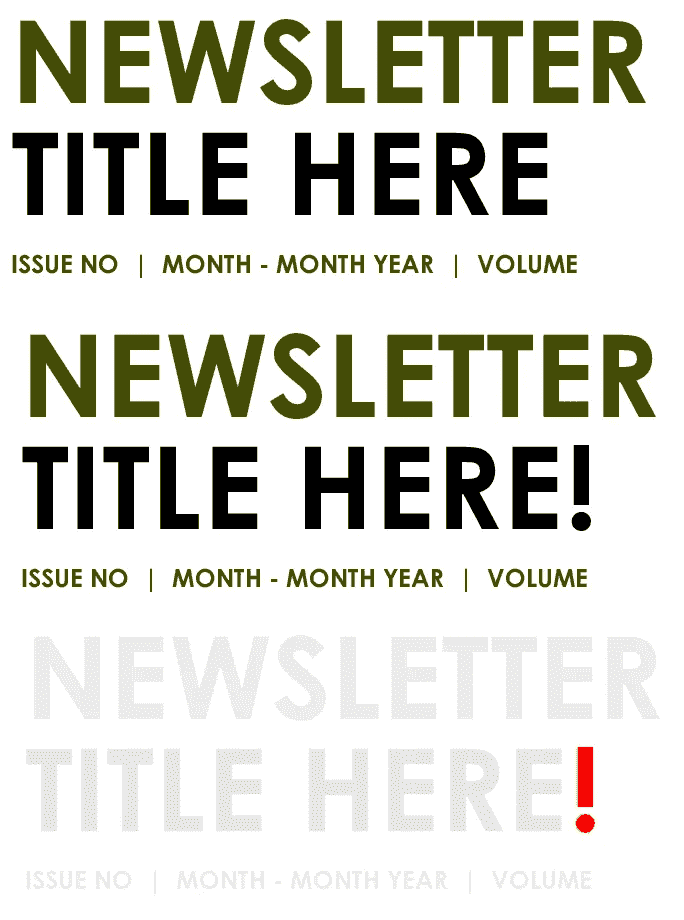 NEWSLETTER
TITLE HERE
ISSUE NO | MONTH - MONTH YEAR | VOLUME
NEWSLETTER
TITLE HERE!
ISSUE NO | MONTH - MONTH YEAR | VOLUME
NEWSLETTER
TITLE HERE!
ISSUE NO | MONTH - MONTH YEAR | VOLUME